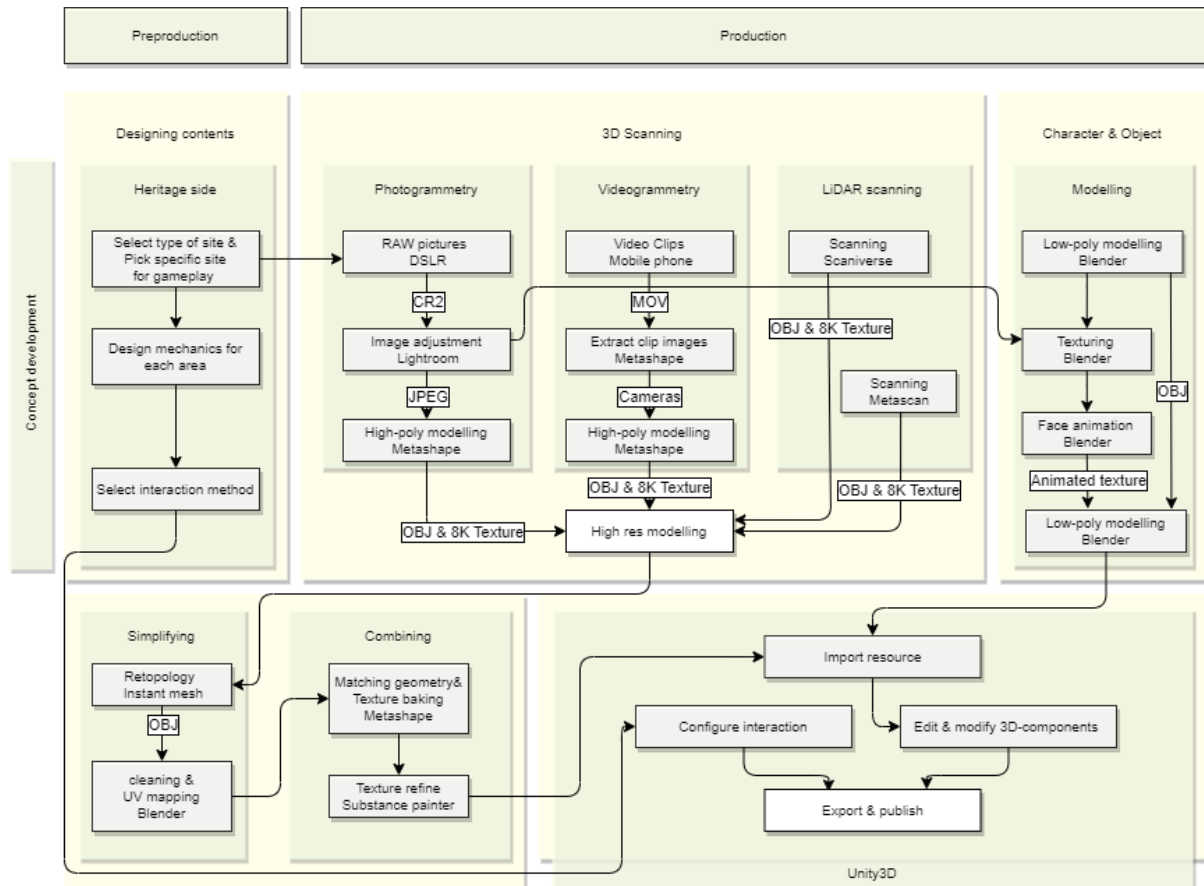 Preproduction
Production
Designing contents
3D Scanning
Character & Object
Concept development
Heritage side
Photogrammetry
Videogrammetry
LiDAR scanning
Modelling
Select type of site &
Pick specific site
for gameplay
RAW pictures
DSLR
Video Clips
Mobile phone
Scanning
Scaniverse
Low-poly modelling
Blender
CR2
MOV
OBJ & 8K Texture
Design mechanics for
each area
Image adjustment
Lightroom
Extract clip images
Metashape
Texturing
Blender
Scanning
Metascan
OBJ
JPEG
Cameras
High-poly modelling
Metashape
High-poly modelling
Metashape
Face animation
Blender
Select interaction method
OBJ & 8K Texture
OBJ & 8K Texture
Animated texture
OBJ & 8K Texture
High res modelling
Low-poly modelling
Blender
Simplifying
Combining
Retopology
Instant mesh
Matching geometry&
Texture baking
Metashape
Import resource
OBJ
Configure interaction
Edit & modify 3D-components
cleaning &
UV mapping
Blender
Texture refine
Substance painter
Export & publish
Unity3D